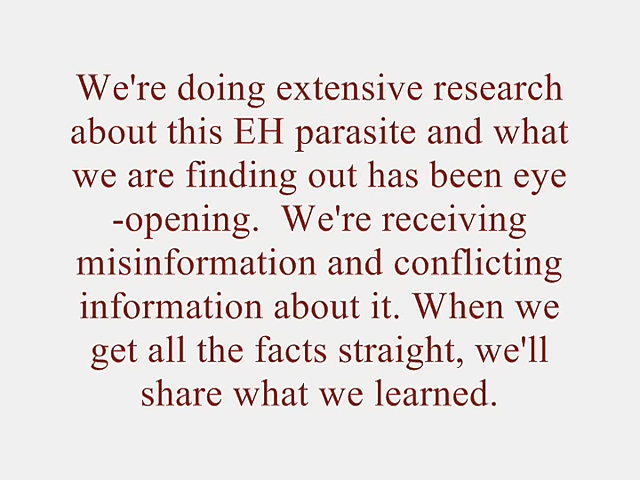 We're doing extensive research
about this EH parasite and what
we are finding out has been eye
-opening.  We're receiving
misinformation and conflicting
information about it. When we
get all the facts straight, we'll
share what we learned.